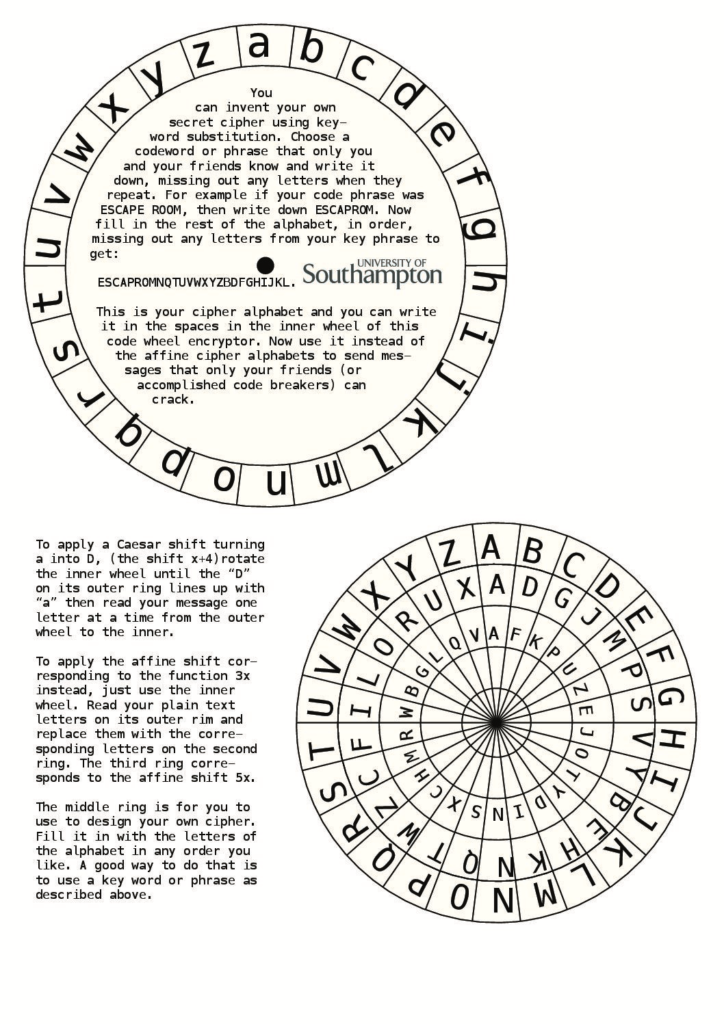 a b c d e f g h i j k l m n o p q r s t u v w x y z
You
can invent your own
secret cipher using key-
word substitution. Choose a
codeword or phrase that only you
and your friends know and write it
down, missing out any letters when they
repeat. For example if your code phrase was
ESCAPE ROOM, then write down ESCAPROM. Now
fill in the rest of the alphabet, in order,
missing out any letters from your key phrase to
get:
ESCAPROMNQTUVWXYZBDFGHIJKL.
UNIVERSITY OF
Southampton
This is your cipher alphabet and you can write
it in the spaces in the inner wheel of this
code wheel encryptor. Now use it instead of
the affine cipher alphabets to send mes-
sages that only your friends (or
accomplished code breakers) can
crack.
To apply a Caesar shift turning
a into D, (the shift x+4)rotate
the inner wheel until the “D”
on its outer ring lines up with
“a” then read your message one
letter at a time from the outer
wheel to the inner.
To apply the affine shift cor-
responding to the function 3x
instead, just use the inner
wheel. Read your plain text
letters on its outer rim and
replace them with the corre-
sponding letters on the second
ring. The third ring corre-
sponds to the affine shift 5x.
The middle ring is for you to
use to design your own cipher.
Fill it in with the letters of
the alphabet in any order you
like. A good way to do that is
to use a key word or phrase as
described above.
A B C D E F G H I J K L M N O P Q R S T U V W X Y Z
A D G J M P S V Y B E H K N Q T W Z C F I L O R U X
A F K P U Z E J O T Y D I N S X C H M R W B G L Q V